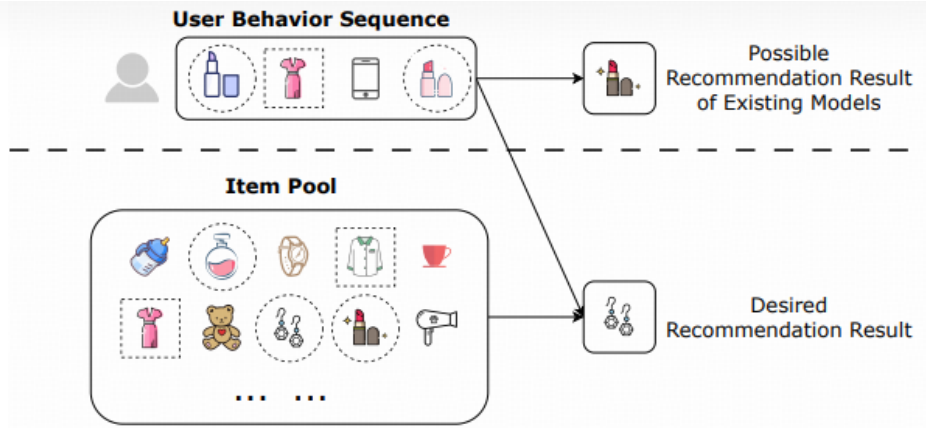 User Behavior Sequence
Possible
Recommendation Result
of Existing Models
Item Pool
... ...
Desired
Recommendation Result